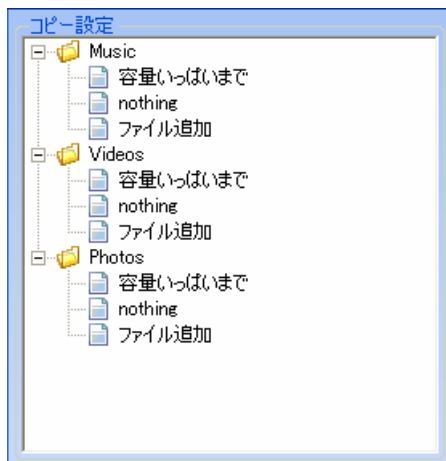 コピー設定
Music
容量いっぱいまで
nothing
ファイル追加
Videos
容量いっぱいまで
nothing
ファイル追加
Photos
容量いっぱいまで
nothing
ファイル追加